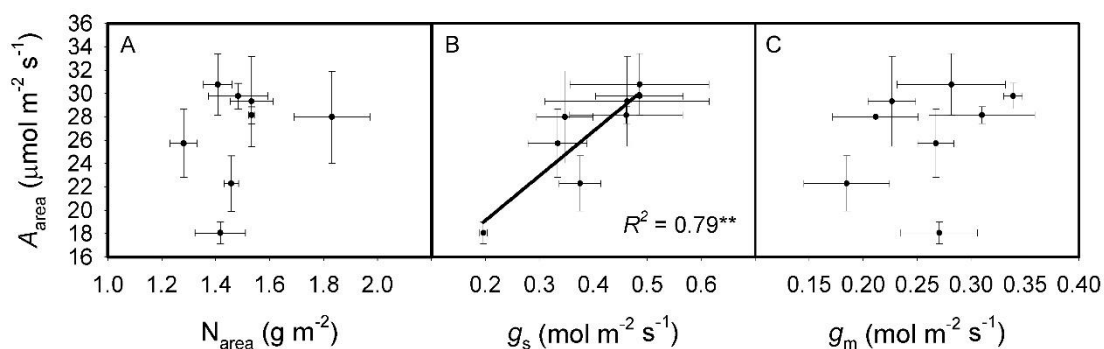 36
34
32
30
28
26
24
22
20
18
16
A_area (μmol m⁻² s⁻¹)
A
B
C
R² = 0.79**
1.0 1.2 1.4 1.6 1.8 2.0
0.2 0.3 0.4 0.5 0.6
0.15 0.20 0.25 0.30 0.35 0.40
N_area (g m⁻²)
g_s (mol m⁻² s⁻¹)
g_m (mol m⁻² s⁻¹)